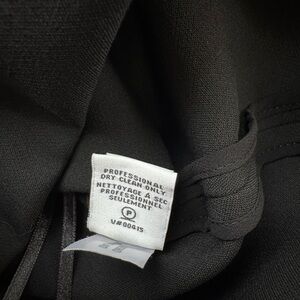 PROFESSIONAL
DRY CLEAN ONLY
NETTOYAGE À SEC
PROFESSIONNEL
SEULEMENT
P
V#00415